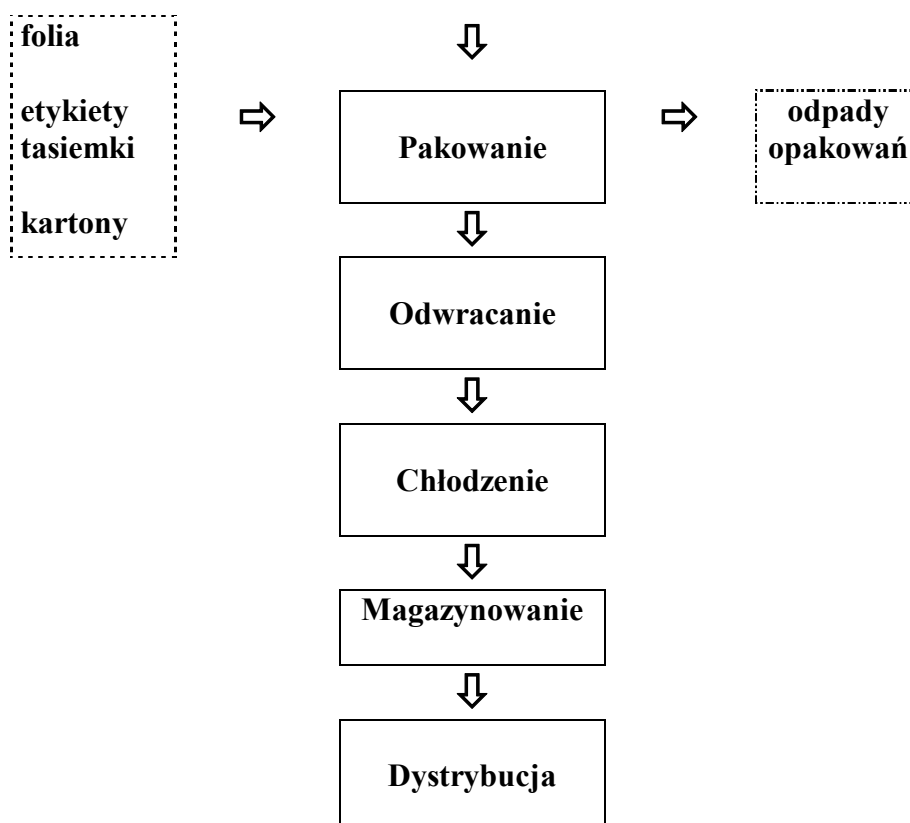 folia
etykiety
tasiemki
kartony
Pakowanie
odpady
opakowań
Odwracanie
Chłodzenie
Magazynowanie
Dystrybucja